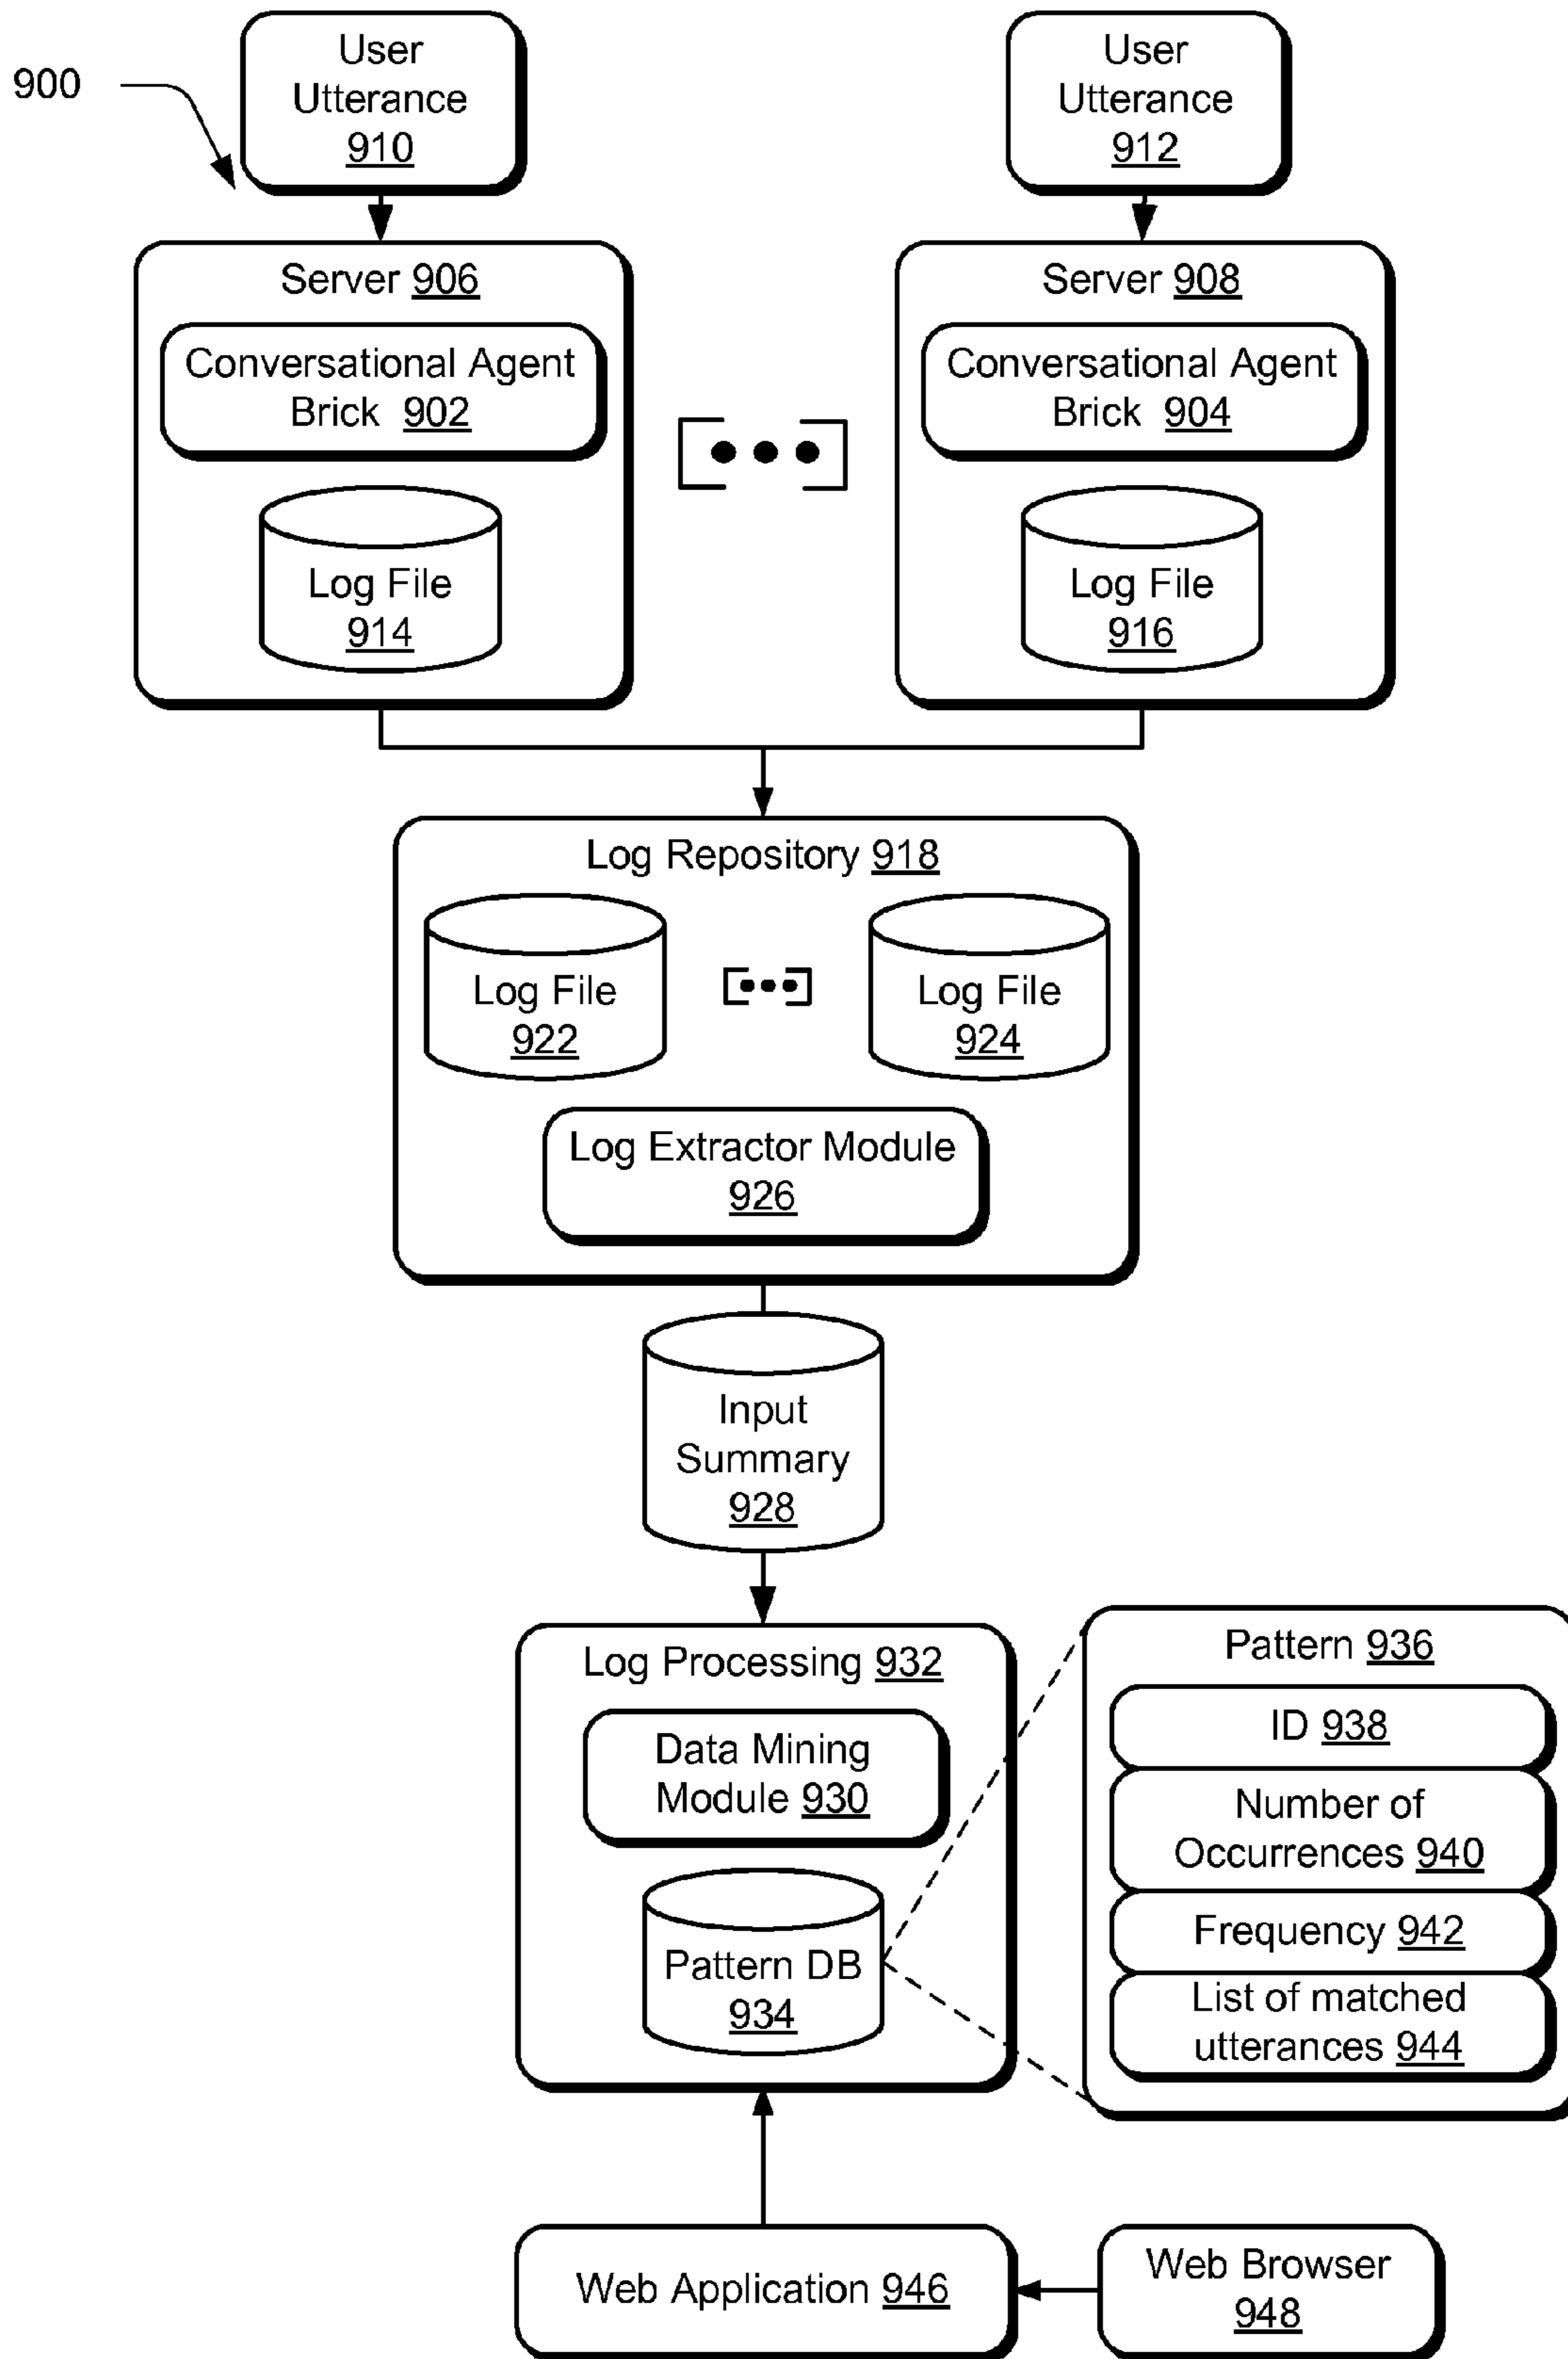 900
User
Utterance
910
User
Utterance
912
Server 906
Conversational Agent
Brick 902
Log File
914
Server 908
Conversational Agent
Brick 904
Log File
916
Log Repository 918
Log File
922
Log File
924
Log Extractor Module
926
Input
Summary
928
Log Processing 932
Data Mining
Module 930
Pattern DB
934
Pattern 936
ID 938
Number of
Occurrences 940
Frequency 942
List of matched
utterances 944
Web Application 946
Web Browser
948